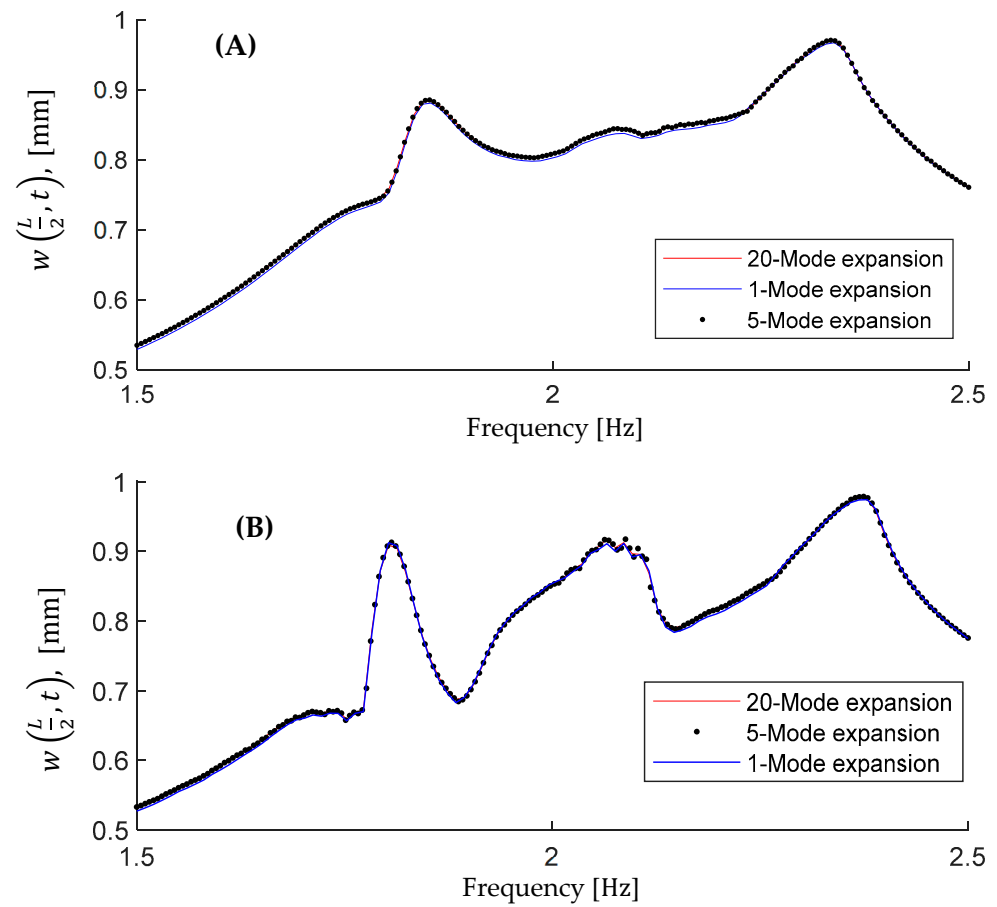 1
(A)
0.9
0.8
w(L/2, t), [mm]
0.7
20-Mode expansion
1-Mode expansion
5-Mode expansion
0.6
0.5
1.5 2 2.5
Frequency [Hz]
1
(B)
0.9
0.8
w(L/2, t), [mm]
0.7
20-Mode expansion
5-Mode expansion
1-Mode expansion
0.6
0.5
1.5 2 2.5
Frequency [Hz]